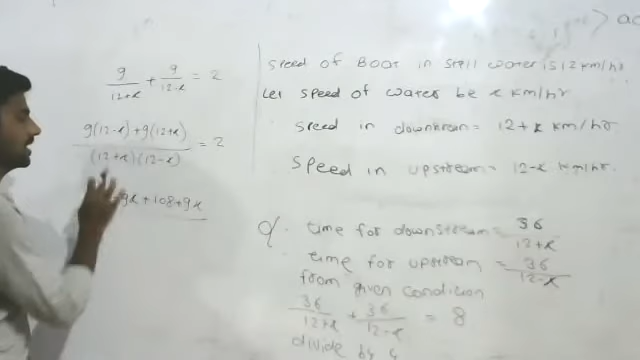 9/(12+x) + 9/(12-x) = 2
(9(12-x)+9(12+x))/((12+x)(12-x)) = 2
9x+108+9x
speed of Boat in still water is 12 km/hr
Let speed of water be x km/hr
speed in downstream = 12+x km/hr
speed in upstream = 12-x km/hr.
time for downstream = 36/(12+x)
time for upstream = 36/(12-x)
from given condition
36/(12+x) + 36/(12-x) = 8
divide by 4